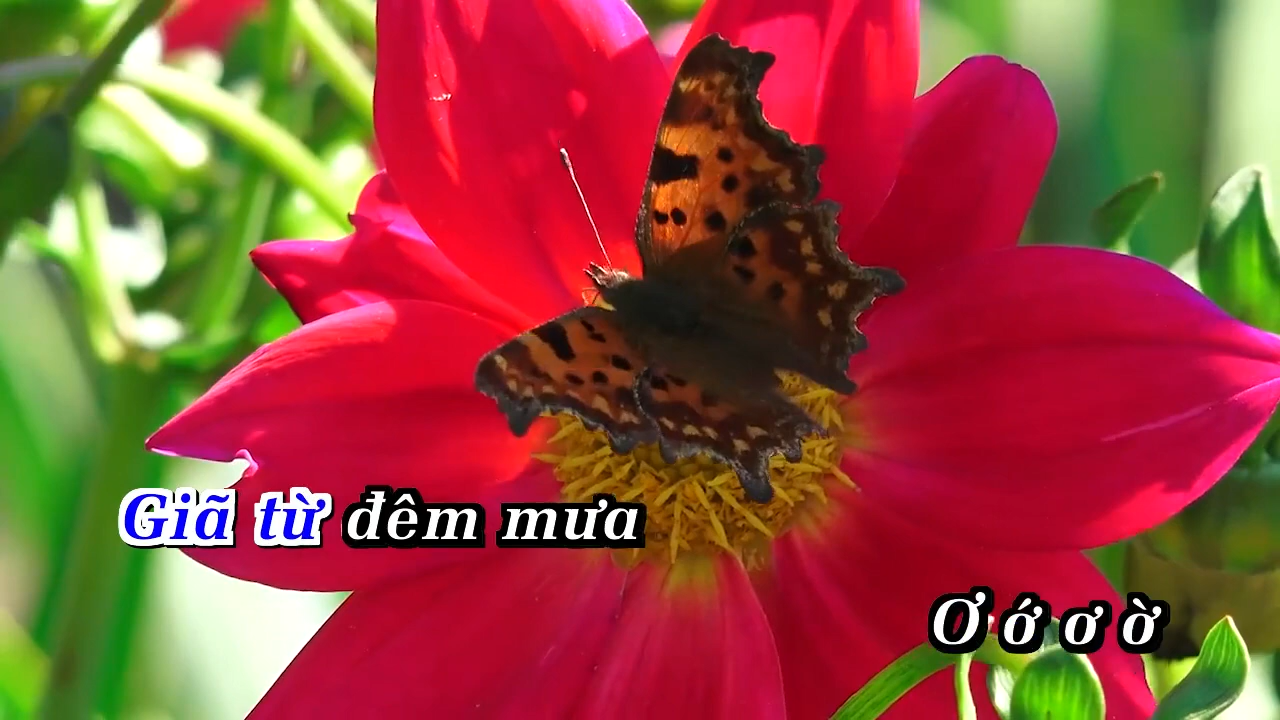 Giã từ đêm mưa
Ơ ớ ơ ờ